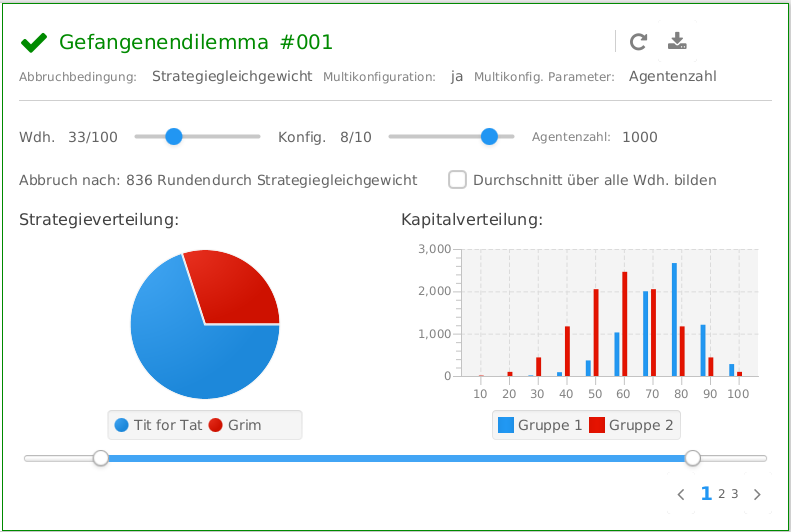 Gefangenendilemma #001
Abbruchbedingung: Strategiegleichgewicht Multikonfiguration: ja Multikonfig. Parameter: Agentenzahl
Wdh. 33/100 Konfig. 8/10 Agentenzahl: 1000
Abbruch nach: 836 Rundendurch Strategiegleichgewicht Durchschnitt über alle Wdh. bilden
Strategieverteilung:
Tit for Tat Grim
Kapitalverteilung:
3,000
2,000
1,000
0
10 20 30 40 50 60 70 80 90 100
Gruppe 1 Gruppe 2
1 2 3